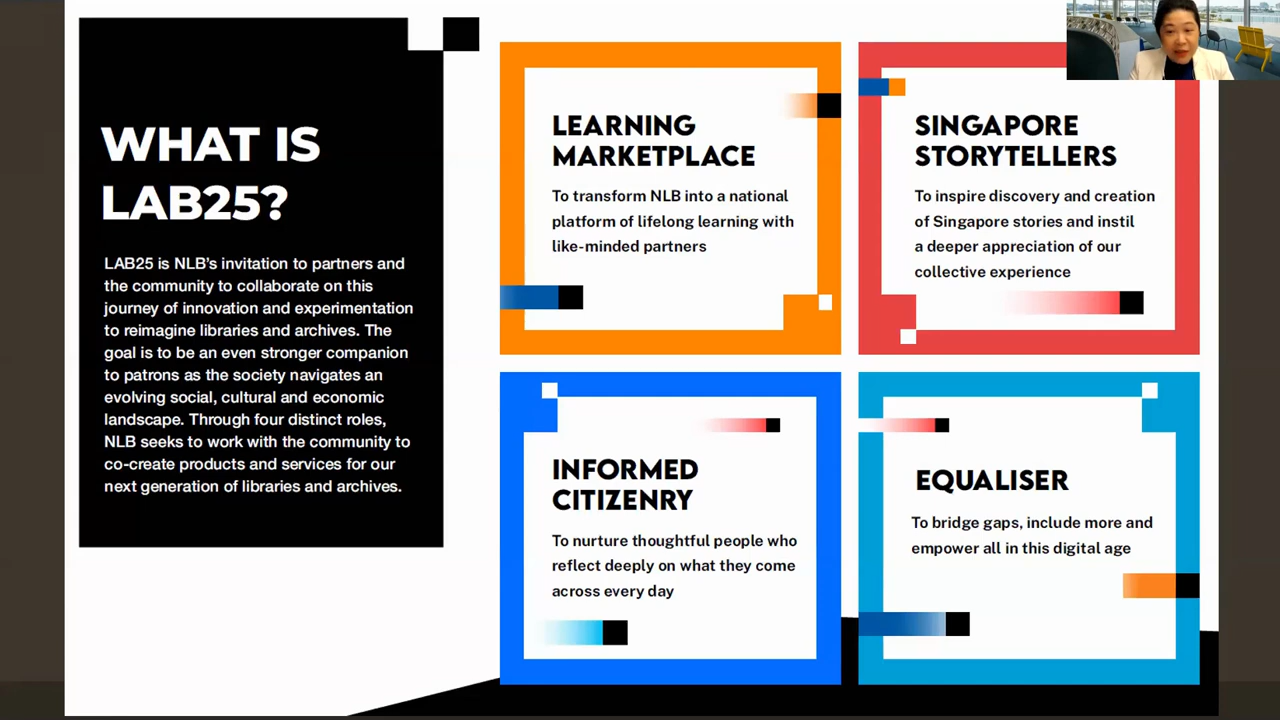 WHAT IS
LAB25?
LAB25 is NLB’s invitation to partners and
the community to collaborate on this
journey of innovation and experimentation
to reimagine libraries and archives. The
goal is to be an even stronger companion
to patrons as the society navigates an
evolving social, cultural and economic
landscape. Through four distinct roles,
NLB seeks to work with the community to
co-create products and services for our
next generation of libraries and archives.
LEARNING
MARKETPLACE
To transform NLB into a national
platform of lifelong learning with
like-minded partners
SINGAPORE
STORYTELLERS
To inspire discovery and creation
of Singapore stories and instil
a deeper appreciation of our
collective experience
INFORMED
CITIZENRY
To nurture thoughtful people who
reflect deeply on what they come
across every day
EQUALISER
To bridge gaps, include more and
empower all in this digital age